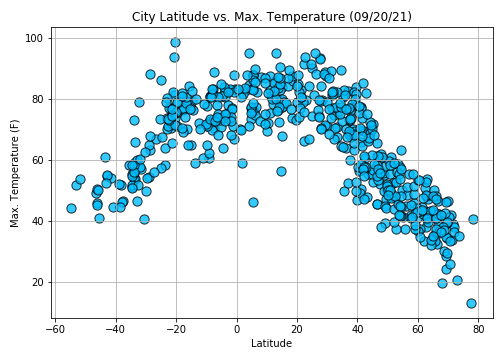 City Latitude vs. Max. Temperature (09/20/21)
Max. Temperature (F)
100
80
60
40
20
−60 −40 −20 0 20 40 60 80
Latitude